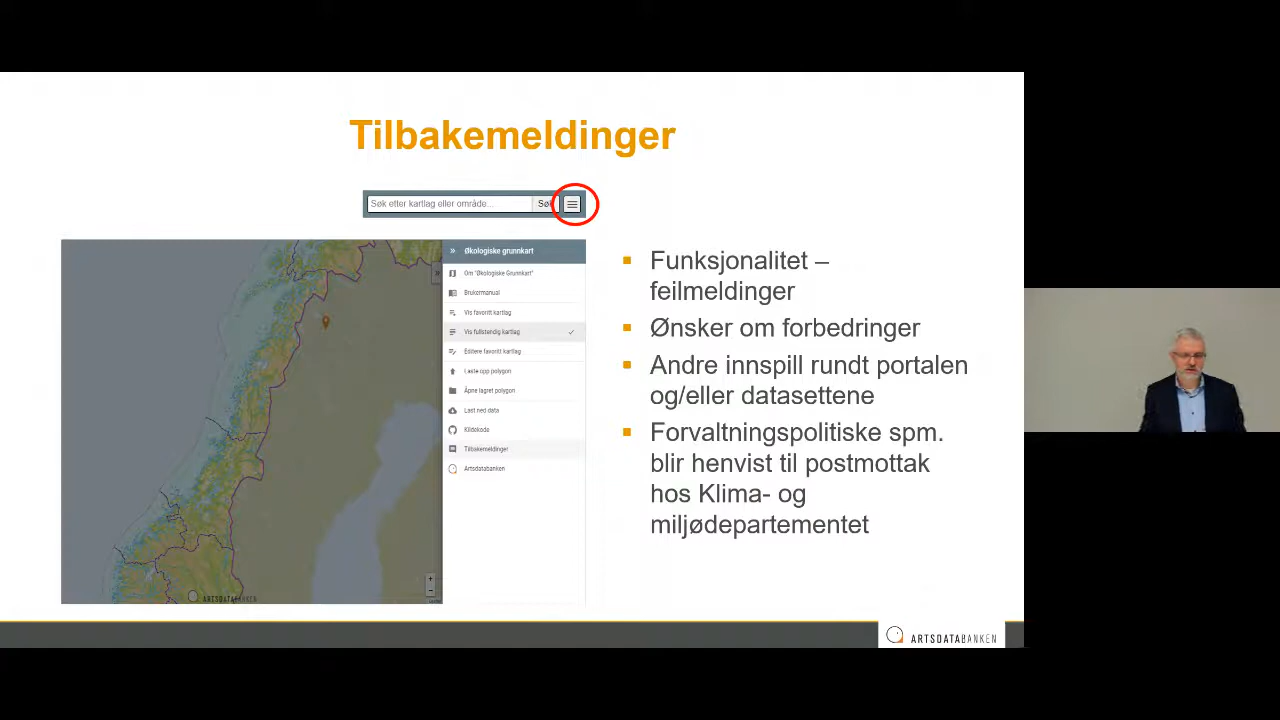 Tilbakemeldinger
Søk etter kartlag eller område...
Økologiske grunnkart
Om "Økologiske Grunnkart"
Brukermanual
Vis favoritt kartlag
Vis fullstendig kartlag
Editere favoritt kartlag
Laste opp polygon
Åpne lagret polygon
Last ned data
Kildekode
Tilbakemeldinger
Artsdatabanken
ARTSDATABANKEN
Funksjonalitet –
feilmeldinger
Ønsker om forbedringer
Andre innspill rundt portalen
og/eller datasettene
Forvaltningspolitiske spm.
blir henvist til postmottak
hos Klima- og
miljødepartementet
ARTSDATABANKEN